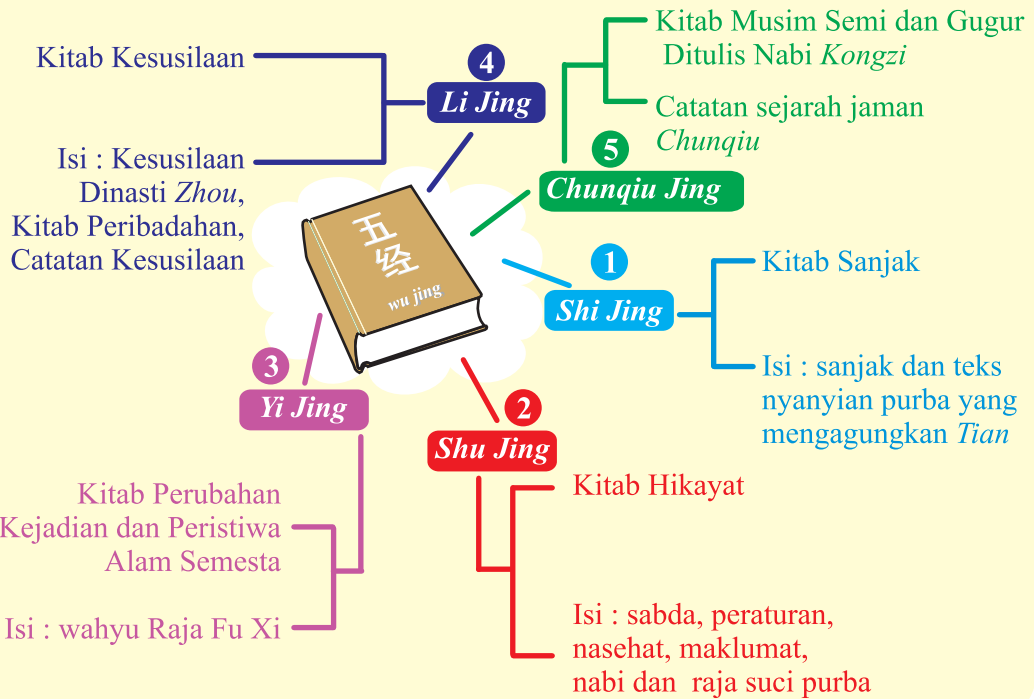 五
经
wu jing
1
Shi Jing
Kitab Sanjak
Isi : sanjak dan teks
nyanyian purba yang
mengagungkan Tian
2
Shu Jing
Kitab Hikayat
Isi : sabda, peraturan,
nasehat, maklumat,
nabi dan raja suci purba
3
Yi Jing
Kitab Perubahan
Kejadian dan Peristiwa
Alam Semesta
Isi : wahyu Raja Fu Xi
4
Li Jing
Kitab Kesusilaan
Isi : Kesusilaan
Dinasti Zhou,
Kitab Peribadahan,
Catatan Kesusilaan
5
Chunqiu Jing
Kitab Musim Semi dan Gugur
Ditulis Nabi Kongzi
Catatan sejarah jaman
Chunqiu